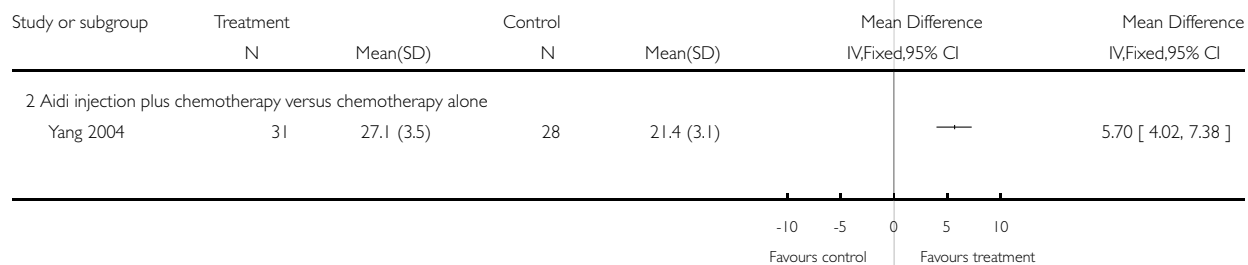 Study or subgroup Treatment Control Mean Difference Mean Difference
N Mean(SD) N Mean(SD) IV,Fixed,95% CI IV,Fixed,95% CI
2 Aidi injection plus chemotherapy versus chemotherapy alone
Yang 2004 31 27.1 (3.5) 28 21.4 (3.1) 5.70 [ 4.02, 7.38 ]
-10 -5 0 5 10
Favours control Favours treatment